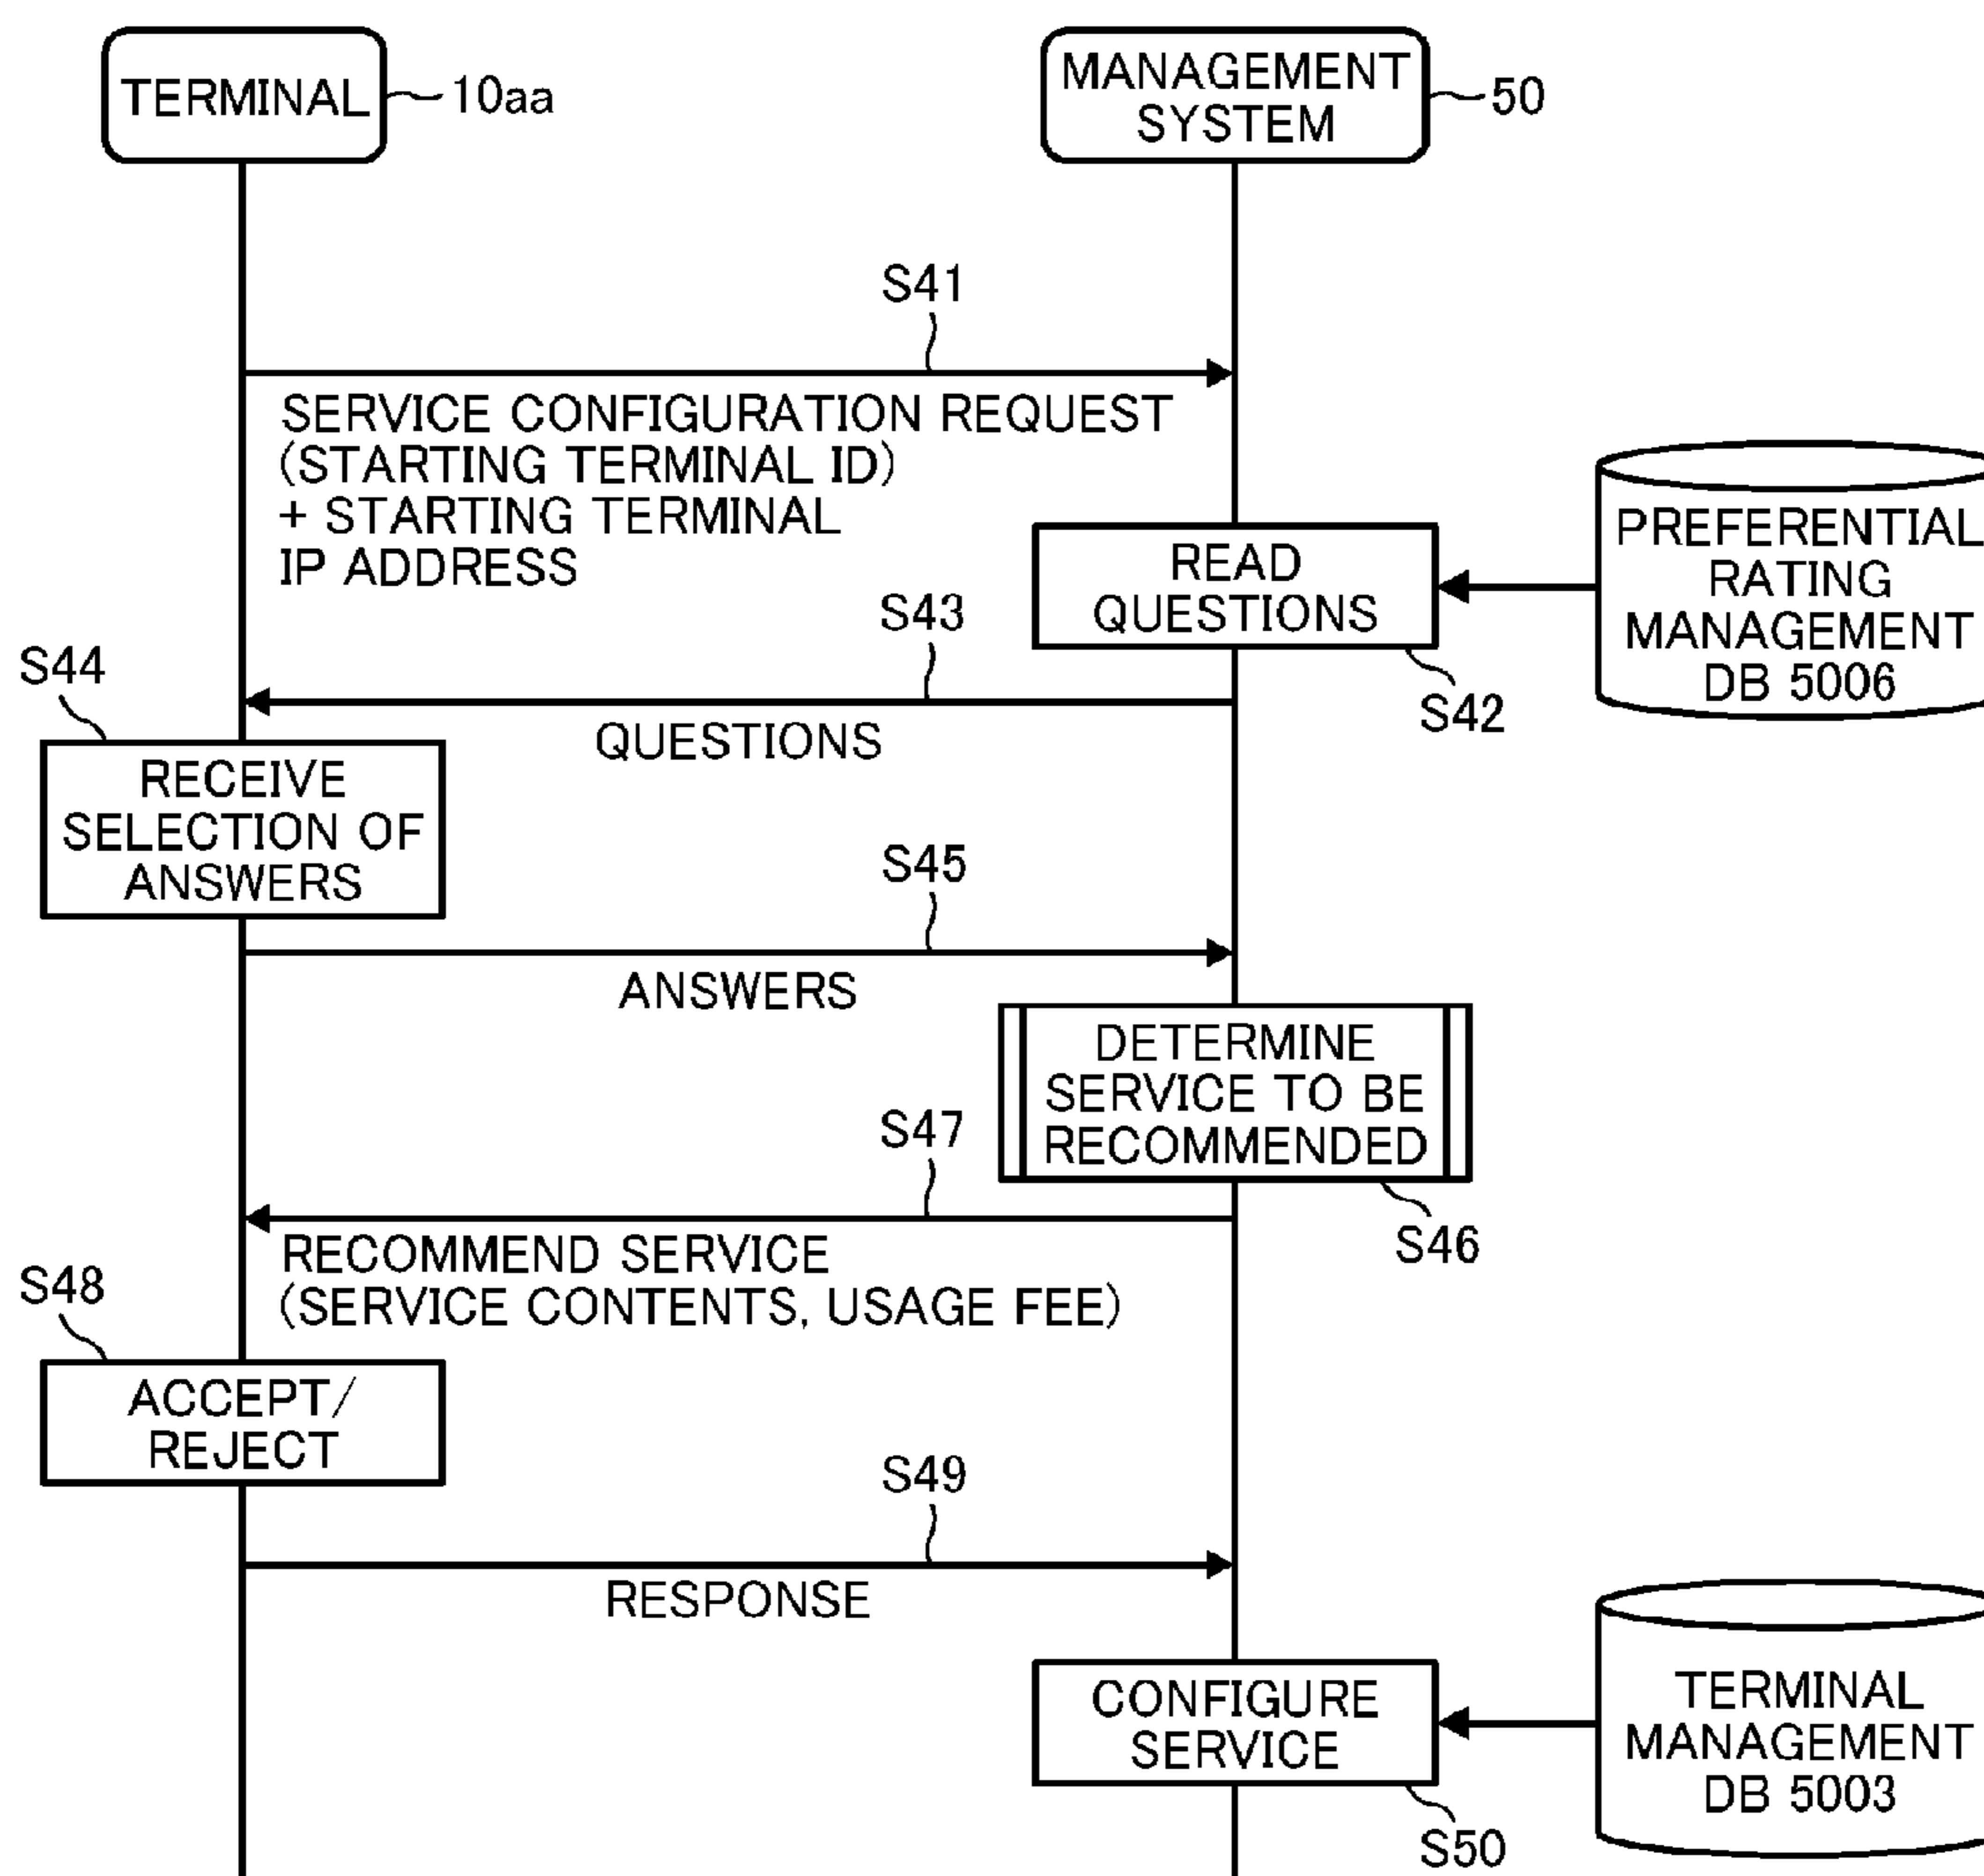 TERMINAL
10aa
MANAGEMENT
SYSTEM
50
S41
SERVICE CONFIGURATION REQUEST
(STARTING TERMINAL ID)
+ STARTING TERMINAL
IP ADDRESS
READ
QUESTIONS
S42
PREFERENTIAL
RATING
MANAGEMENT
DB 5006
S43
QUESTIONS
S44
RECEIVE
SELECTION OF
ANSWERS
S45
ANSWERS
DETERMINE
SERVICE TO BE
RECOMMENDED
S46
S47
RECOMMEND SERVICE
(SERVICE CONTENTS, USAGE FEE)
S48
ACCEPT/
REJECT
S49
RESPONSE
CONFIGURE
SERVICE
S50
TERMINAL
MANAGEMENT
DB 5003